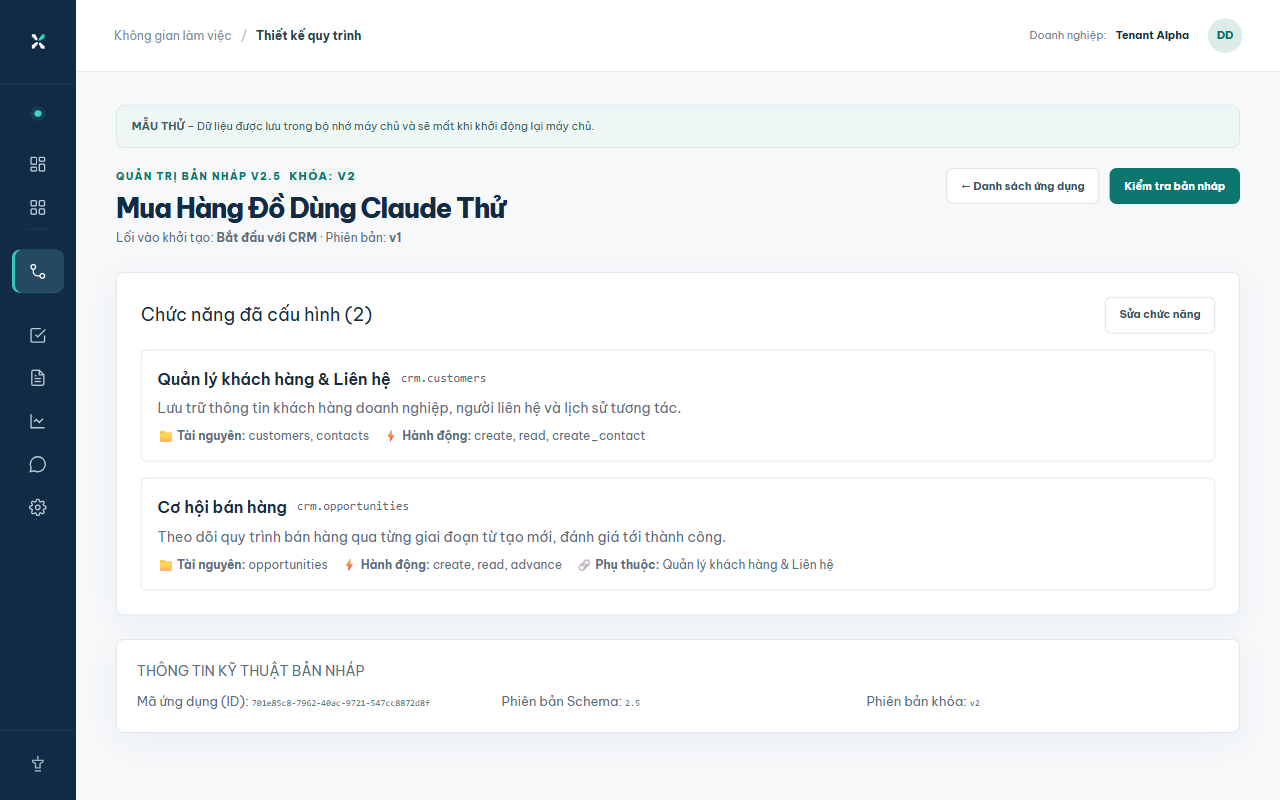 Không gian làm việc / Thiết kế quy trình
Doanh nghiệp: Tenant Alpha DD
MẪU THỬ – Dữ liệu được lưu trong bộ nhớ máy chủ và sẽ mất khi khởi động lại máy chủ.
QUẢN TRỊ BẢN NHÁP V2.5 KHÓA: V2
Mua Hàng Đồ Dùng Claude Thử
Lối vào khởi tạo: Bắt đầu với CRM · Phiên bản: v1
← Danh sách ứng dụng
Kiểm tra bản nháp
Chức năng đã cấu hình (2)
Sửa chức năng
Quản lý khách hàng & Liên hệ crm.customers
Lưu trữ thông tin khách hàng doanh nghiệp, người liên hệ và lịch sử tương tác.
Tài nguyên: customers, contacts Hành động: create, read, create_contact
Cơ hội bán hàng crm.opportunities
Theo dõi quy trình bán hàng qua từng giai đoạn từ tạo mới, đánh giá tới thành công.
Tài nguyên: opportunities Hành động: create, read, advance Phụ thuộc: Quản lý khách hàng & Liên hệ
THÔNG TIN KỸ THUẬT BẢN NHÁP
Mã ứng dụng (ID): 701e85c8-7962-40ac-9721-547cc8872d8f
Phiên bản Schema: 2.5
Phiên bản khóa: v2